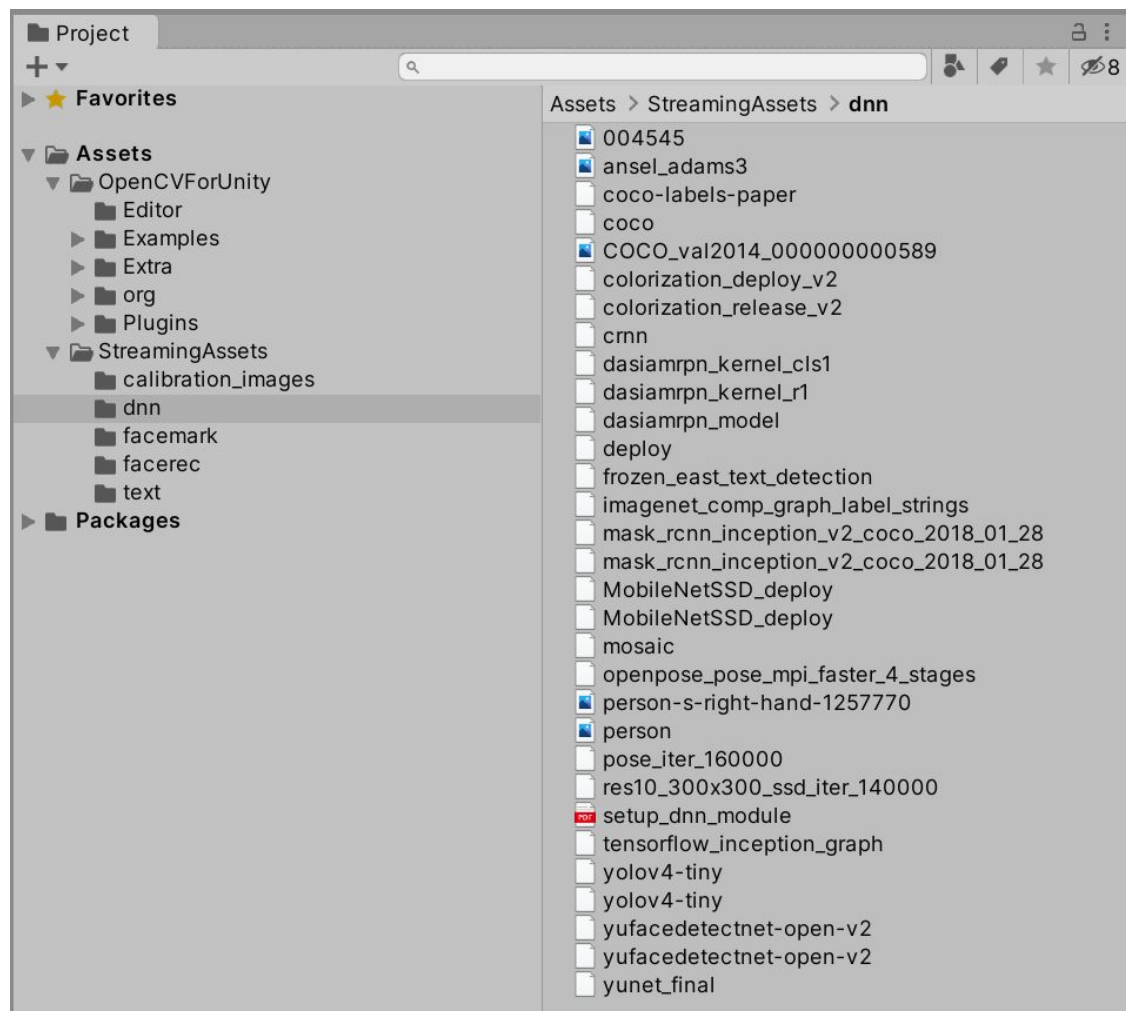 Project
8
Favorites
Assets
OpenCVForUnity
Editor
Examples
Extra
org
Plugins
StreamingAssets
calibration_images
dnn
facemark
facerec
text
Packages
Assets > StreamingAssets > dnn
004545
ansel_adams3
coco-labels-paper
coco
COCO_val2014_000000000589
colorization_deploy_v2
colorization_release_v2
crnn
dasiamrpn_kernel_cls1
dasiamrpn_kernel_r1
dasiamrpn_model
deploy
frozen_east_text_detection
imagenet_comp_graph_label_strings
mask_rcnn_inception_v2_coco_2018_01_28
mask_rcnn_inception_v2_coco_2018_01_28
MobileNetSSD_deploy
MobileNetSSD_deploy
mosaic
openpose_pose_mpi_faster_4_stages
person-s-right-hand-1257770
person
pose_iter_160000
res10_300x300_ssd_iter_140000
PDF setup_dnn_module
tensorflow_inception_graph
yolov4-tiny
yolov4-tiny
yufacedetectnet-open-v2
yufacedetectnet-open-v2
yunet_final